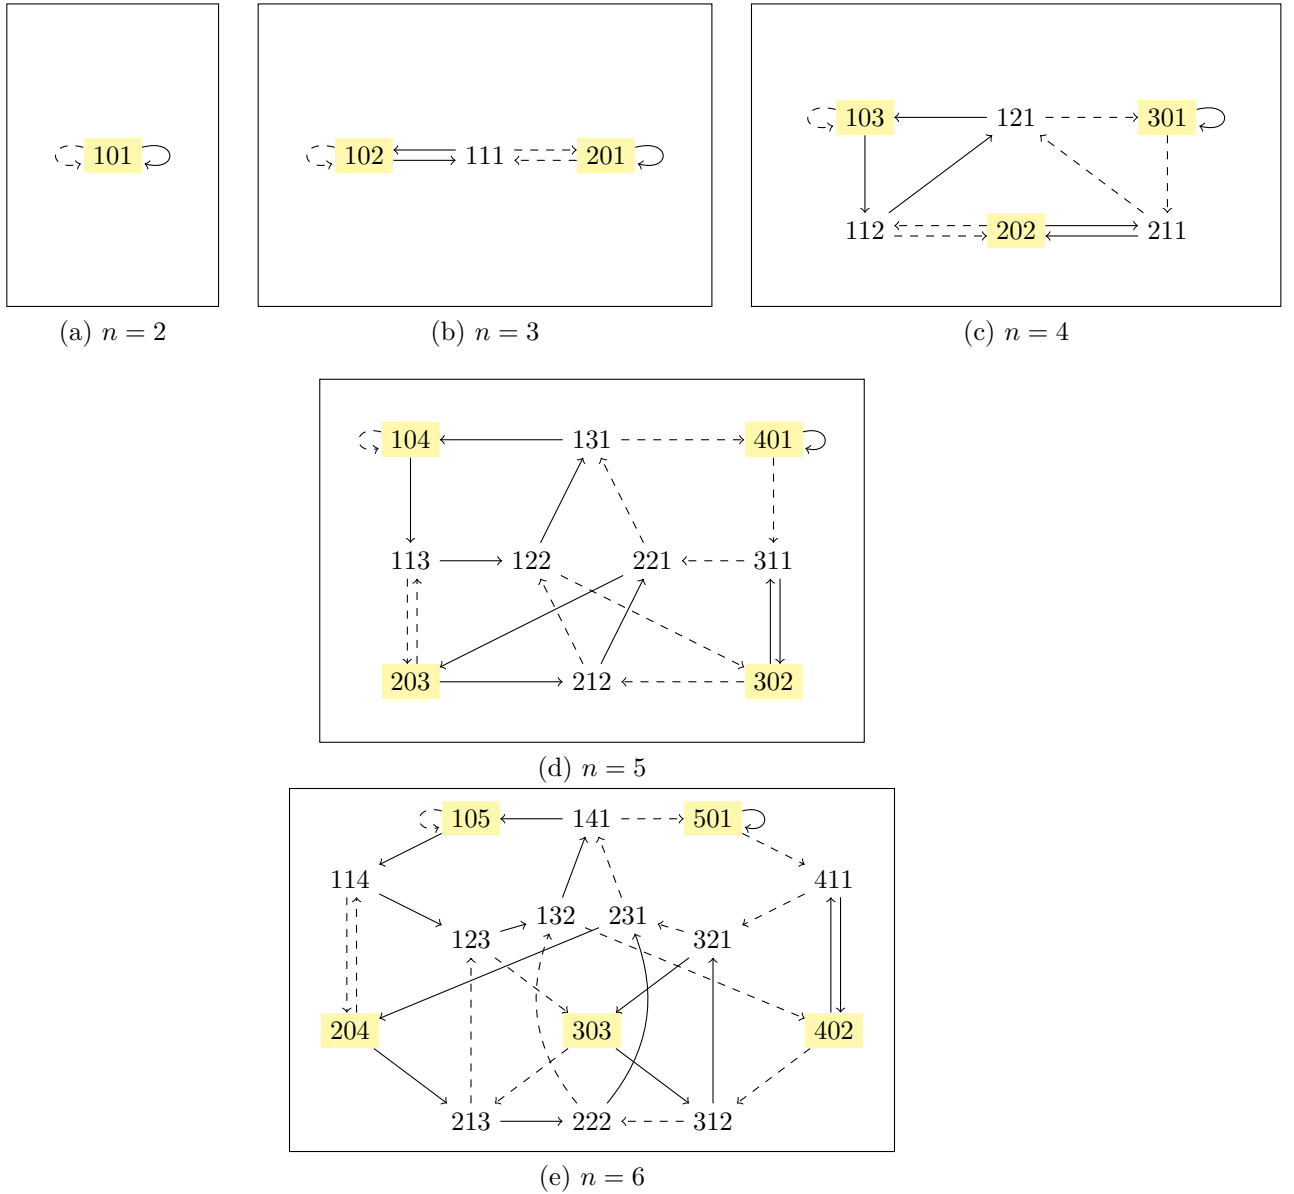 101
102 111 201
103 121 301
112 202 211
(a) n = 2
(b) n = 3
(c) n = 4
104 131 401
113 122 221 311
203 212 302
(d) n = 5
105 141 501
114 411
132 231
123 321
204 303 402
213 222 312
(e) n = 6